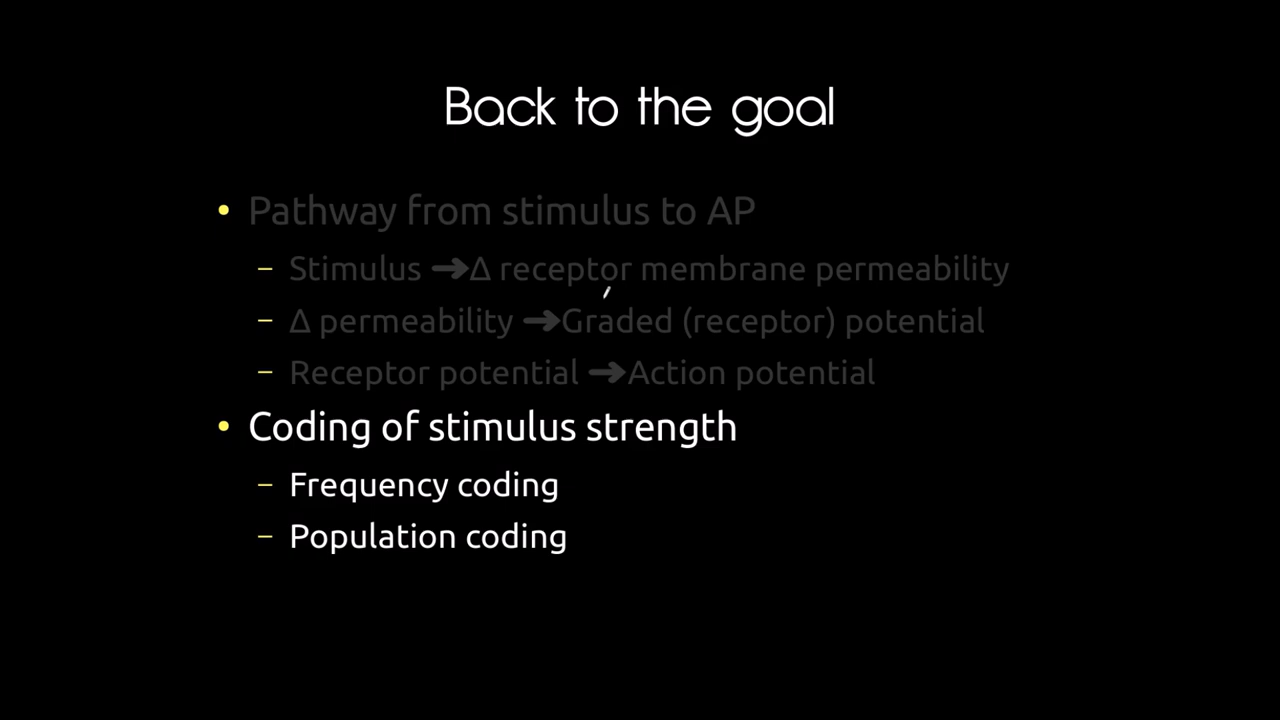 Back to the goal
• Pathway from stimulus to AP
– Stimulus ➔Δ receptor membrane permeability
– Δ permeability ➔Graded (receptor) potential
– Receptor potential ➔Action potential
• Coding of stimulus strength
– Frequency coding
– Population coding